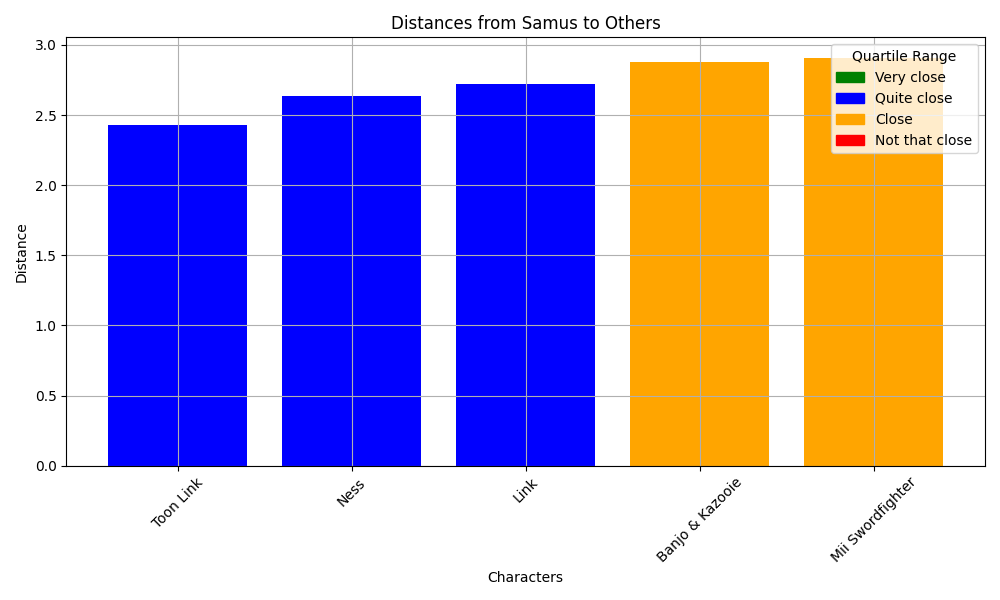 Distances from Samus to Others
Quartile Range
Very close
Quite close
Close
Not that close
Distance
3.0
2.5
2.0
1.5
1.0
0.5
0.0
Toon Link
Ness
Link
Banjo & Kazooie
Mii Swordfighter
Characters